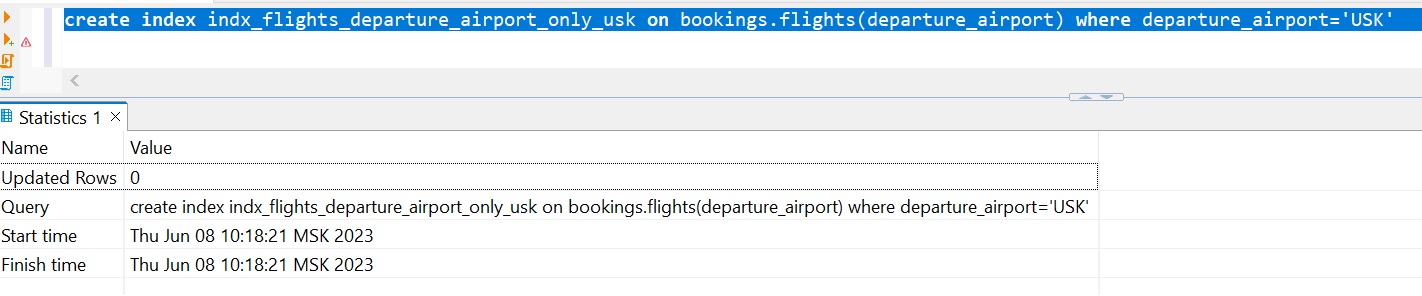 create index indx_flights_departure_airport_only_usk on bookings.flights(departure_airport) where departure_airport='USK'
Statistics 1
Name Value
Updated Rows 0
Query create index indx_flights_departure_airport_only_usk on bookings.flights(departure_airport) where departure_airport='USK'
Start time Thu Jun 08 10:18:21 MSK 2023
Finish time Thu Jun 08 10:18:21 MSK 2023